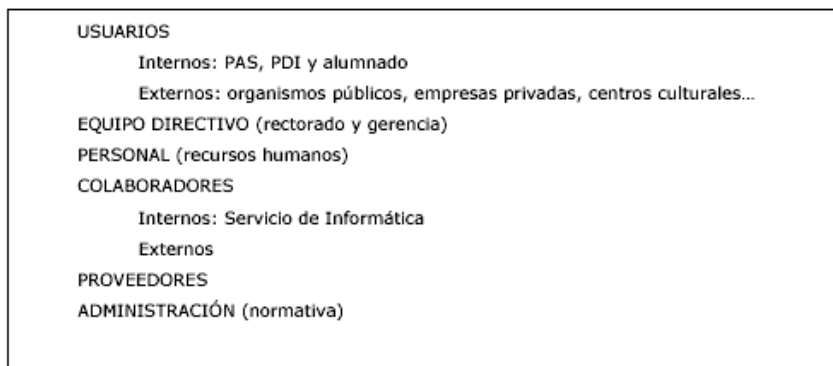 USUARIOS
Internos: PAS, PDI y alumnado
Externos: organismos públicos, empresas privadas, centros culturales…
EQUIPO DIRECTIVO (rectorado y gerencia)
PERSONAL (recursos humanos)
COLABORADORES
Internos: Servicio de Informática
Externos
PROVEEDORES
ADMINISTRACIÓN (normativa)